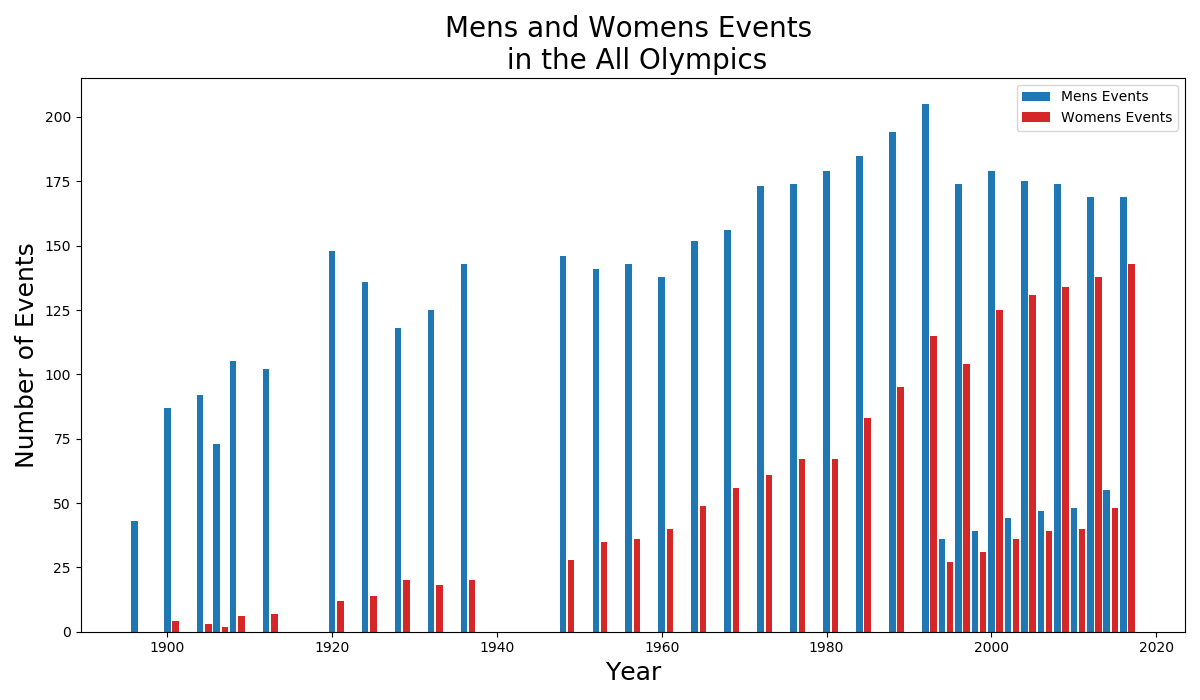 Mens and Womens Events
in the All Olympics
Mens Events
Womens Events
Number of Events
200
175
150
125
100
75
50
25
0
1900 1920 1940 1960 1980 2000 2020
Year